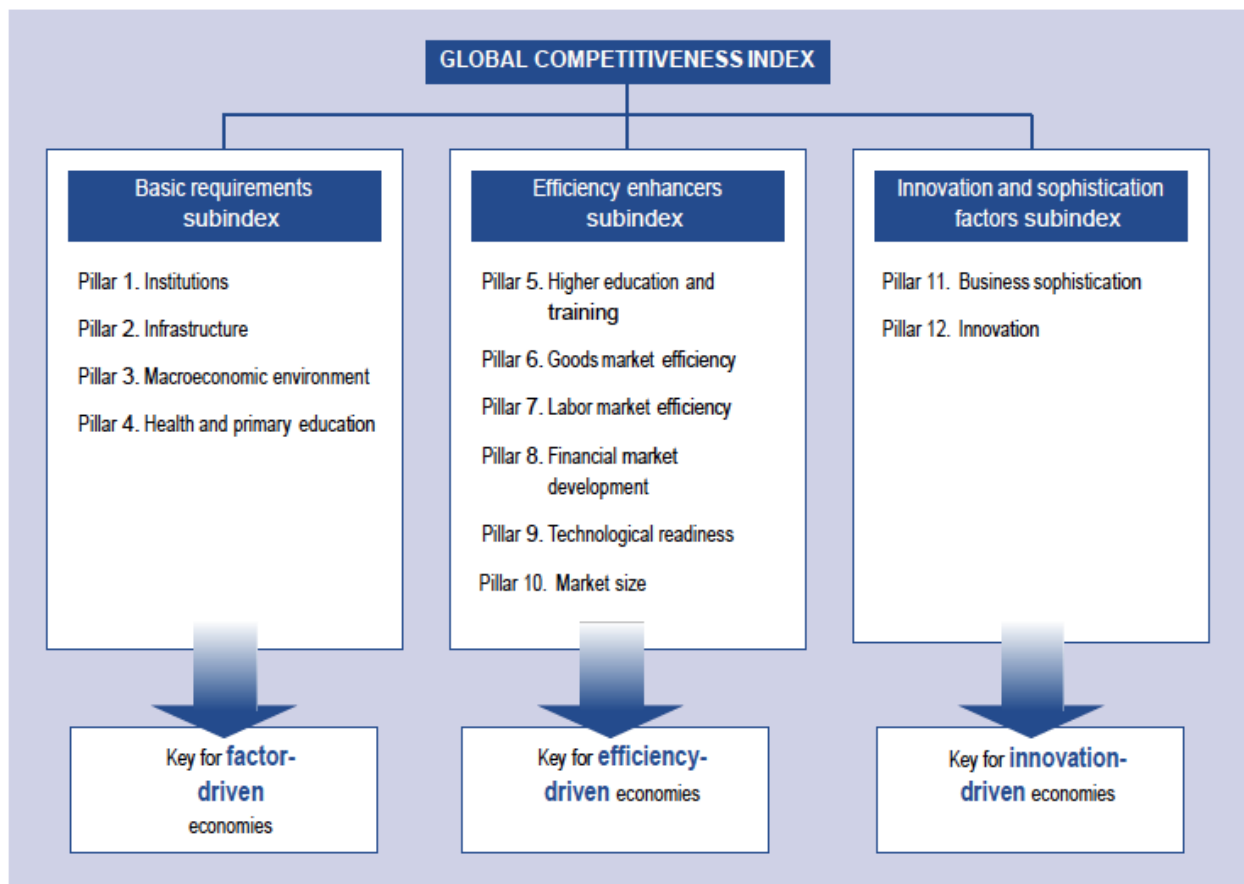 GLOBAL COMPETITIVENESS INDEX
Basic requirements
subindex
Pillar 1. Institutions
Pillar 2. Infrastructure
Pillar 3. Macroeconomic environment
Pillar 4. Health and primary education
Key for factor-
driven
economies
Efficiency enhancers
subindex
Pillar 5. Higher education and
training
Pillar 6. Goods market efficiency
Pillar 7. Labor market efficiency
Pillar 8. Financial market
development
Pillar 9. Technological readiness
Pillar 10. Market size
Key for efficiency-
driven economies
Innovation and sophistication
factors subindex
Pillar 11. Business sophistication
Pillar 12. Innovation
Key for innovation-
driven economies